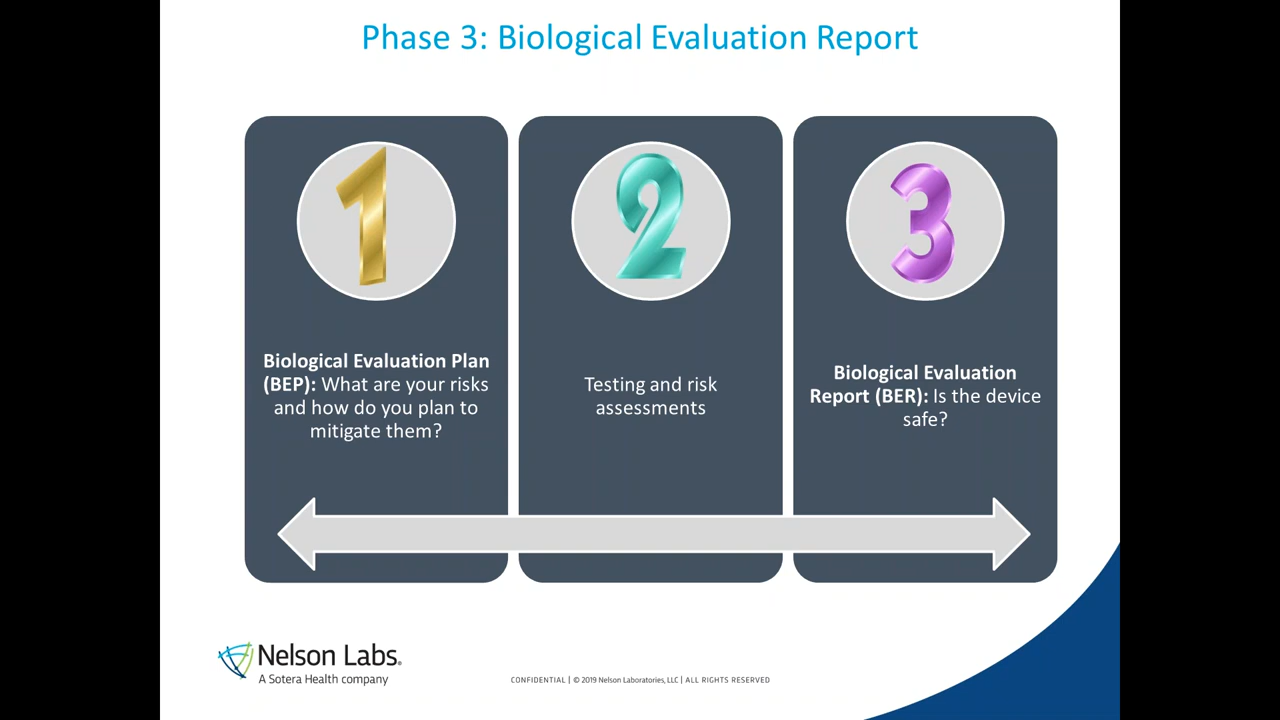 Phase 3: Biological Evaluation Report
1
Biological Evaluation Plan
(BEP): What are your risks
and how do you plan to
mitigate them?
2
Testing and risk
assessments
3
Biological Evaluation
Report (BER): Is the device
safe?
Nelson Labs.
A Sotera Health company
CONFIDENTIAL | © 2019 Nelson Laboratories, LLC | ALL RIGHTS RESERVED